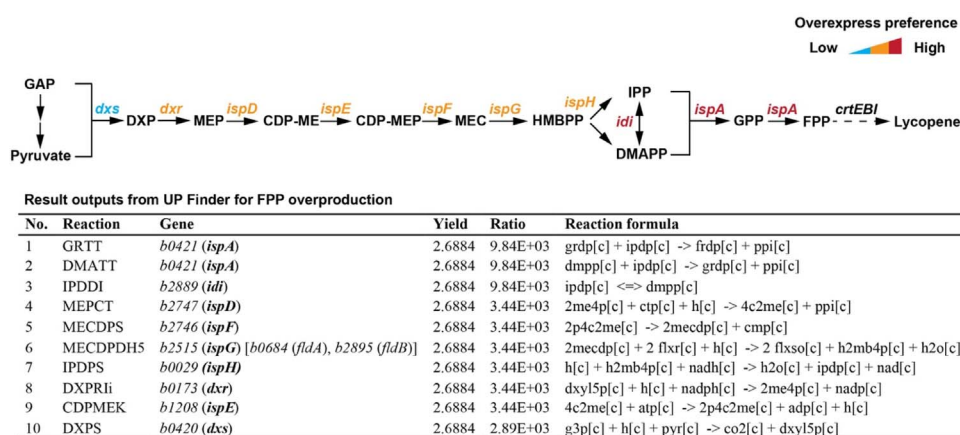 Overexpress preference
Low High
GAP
dxs dxr ispD ispE ispF ispG ispH IPP ispA ispA crtEBI
DXP MEP CDP-ME CDP-MEP MEC HMBPP idi GPP FPP Lycopene
Pyruvate DMAPP
Result outputs from UP Finder for FPP overproduction
No. Reaction Gene Yield Ratio Reaction formula
1 GRTT b0421 (ispA) 2.6884 9.84E+03 grdp[c] + ipdp[c] -> frdp[c] + ppi[c]
2 DMATT b0421 (ispA) 2.6884 9.84E+03 dmpp[c] + ipdp[c] -> grdp[c] + ppi[c]
3 IPDDI b2889 (idi) 2.6884 9.84E+03 ipdp[c] <=> dmpp[c]
4 MEPCT b2747 (ispD) 2.6884 3.44E+03 2me4p[c] + ctp[c] + h[c] -> 4c2me[c] + ppi[c]
5 MECDPS b2746 (ispF) 2.6884 3.44E+03 2p4c2me[c] -> 2mecdp[c] + cmp[c]
6 MECDPDH5 b2515 (ispG) [b0684 (fldA), b2895 (fldB)] 2.6884 3.44E+03 2mecdp[c] + 2 flxr[c] + h[c] -> 2 flxso[c] + h2mb4p[c] + h2o[c]
7 IPDPS b0029 (ispH) 2.6884 3.44E+03 h[c] + h2mb4p[c] + nadh[c] -> h2o[c] + ipdp[c] + nad[c]
8 DXPRIi b0173 (dxr) 2.6884 3.44E+03 dxyl5p[c] + h[c] + nadph[c] -> 2me4p[c] + nadp[c]
9 CDPMEK b1208 (ispE) 2.6884 3.44E+03 4c2me[c] + atp[c] -> 2p4c2me[c] + adp[c] + h[c]
10 DXPS b0420 (dxs) 2.6884 2.89E+03 g3p[c] + h[c] + pyr[c] -> co2[c] + dxyl5p[c]